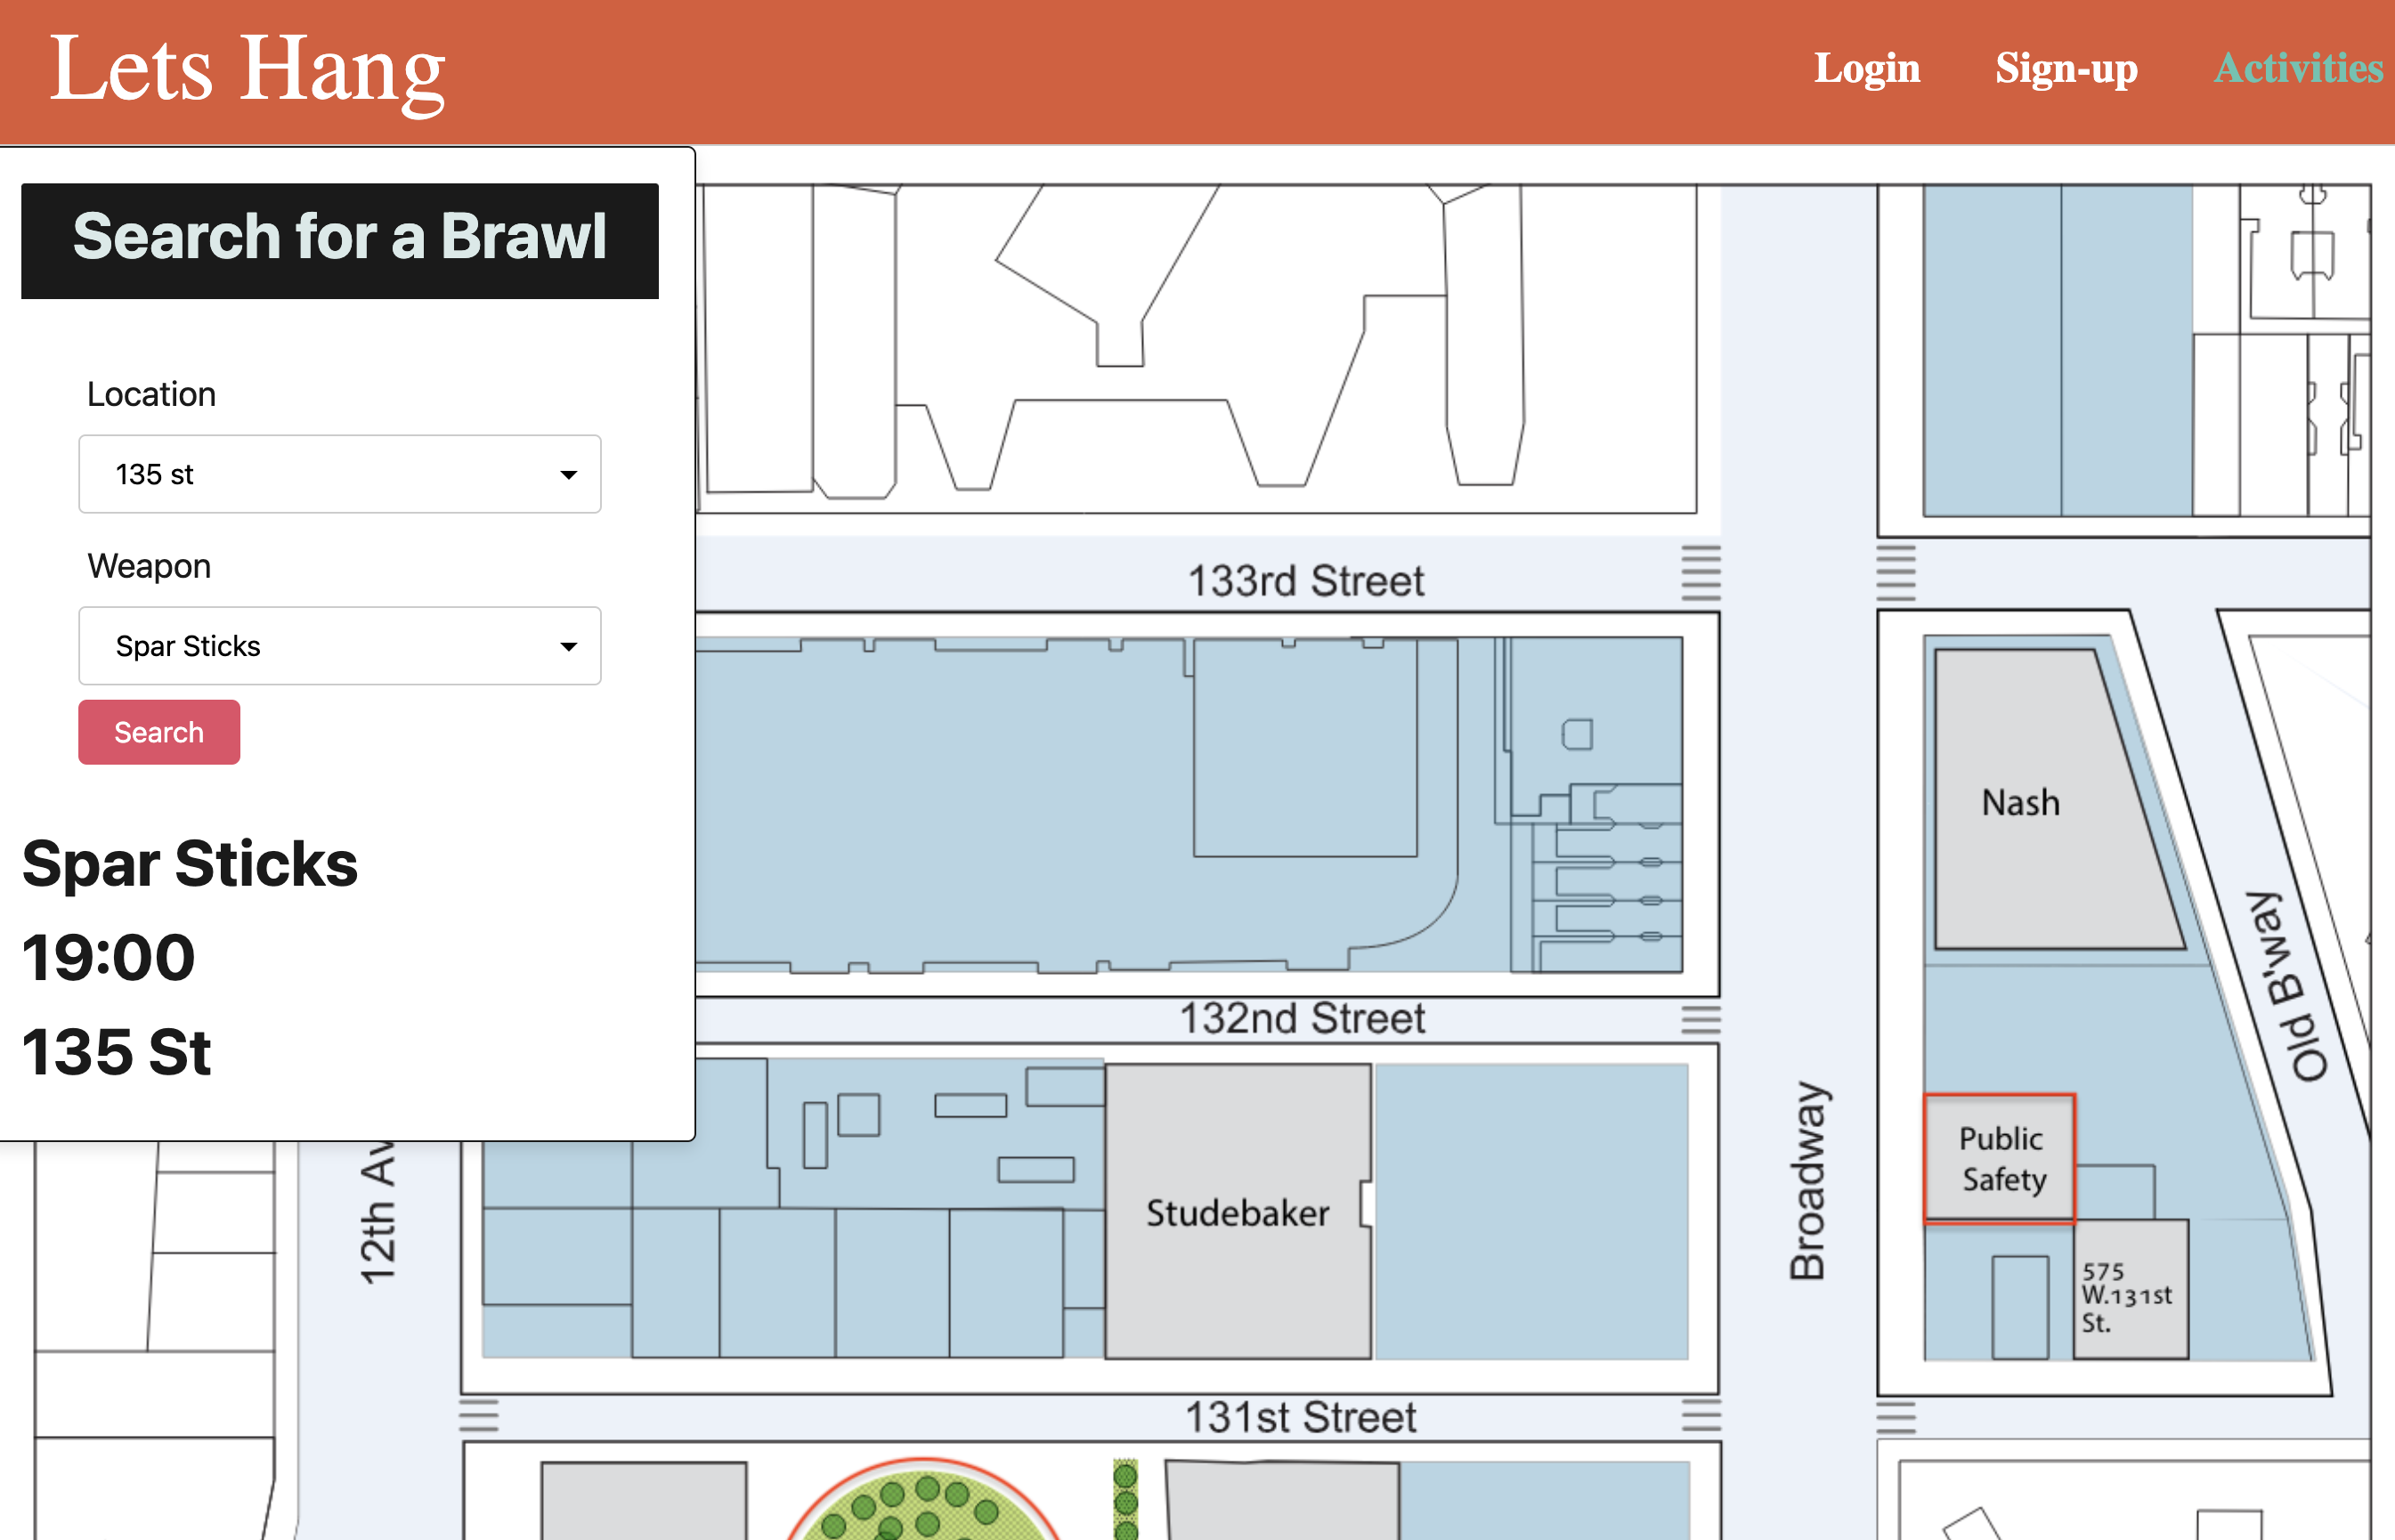 Lets Hang
Login
Sign-up
Activities
Search for a Brawl
Location
135 st
Weapon
Spar Sticks
Search
Spar Sticks
19:00
135 St
133rd Street
132nd Street
131st Street
12th Av
Broadway
Old B'way
Nash
Studebaker
Public
Safety
575
W.131st
St.